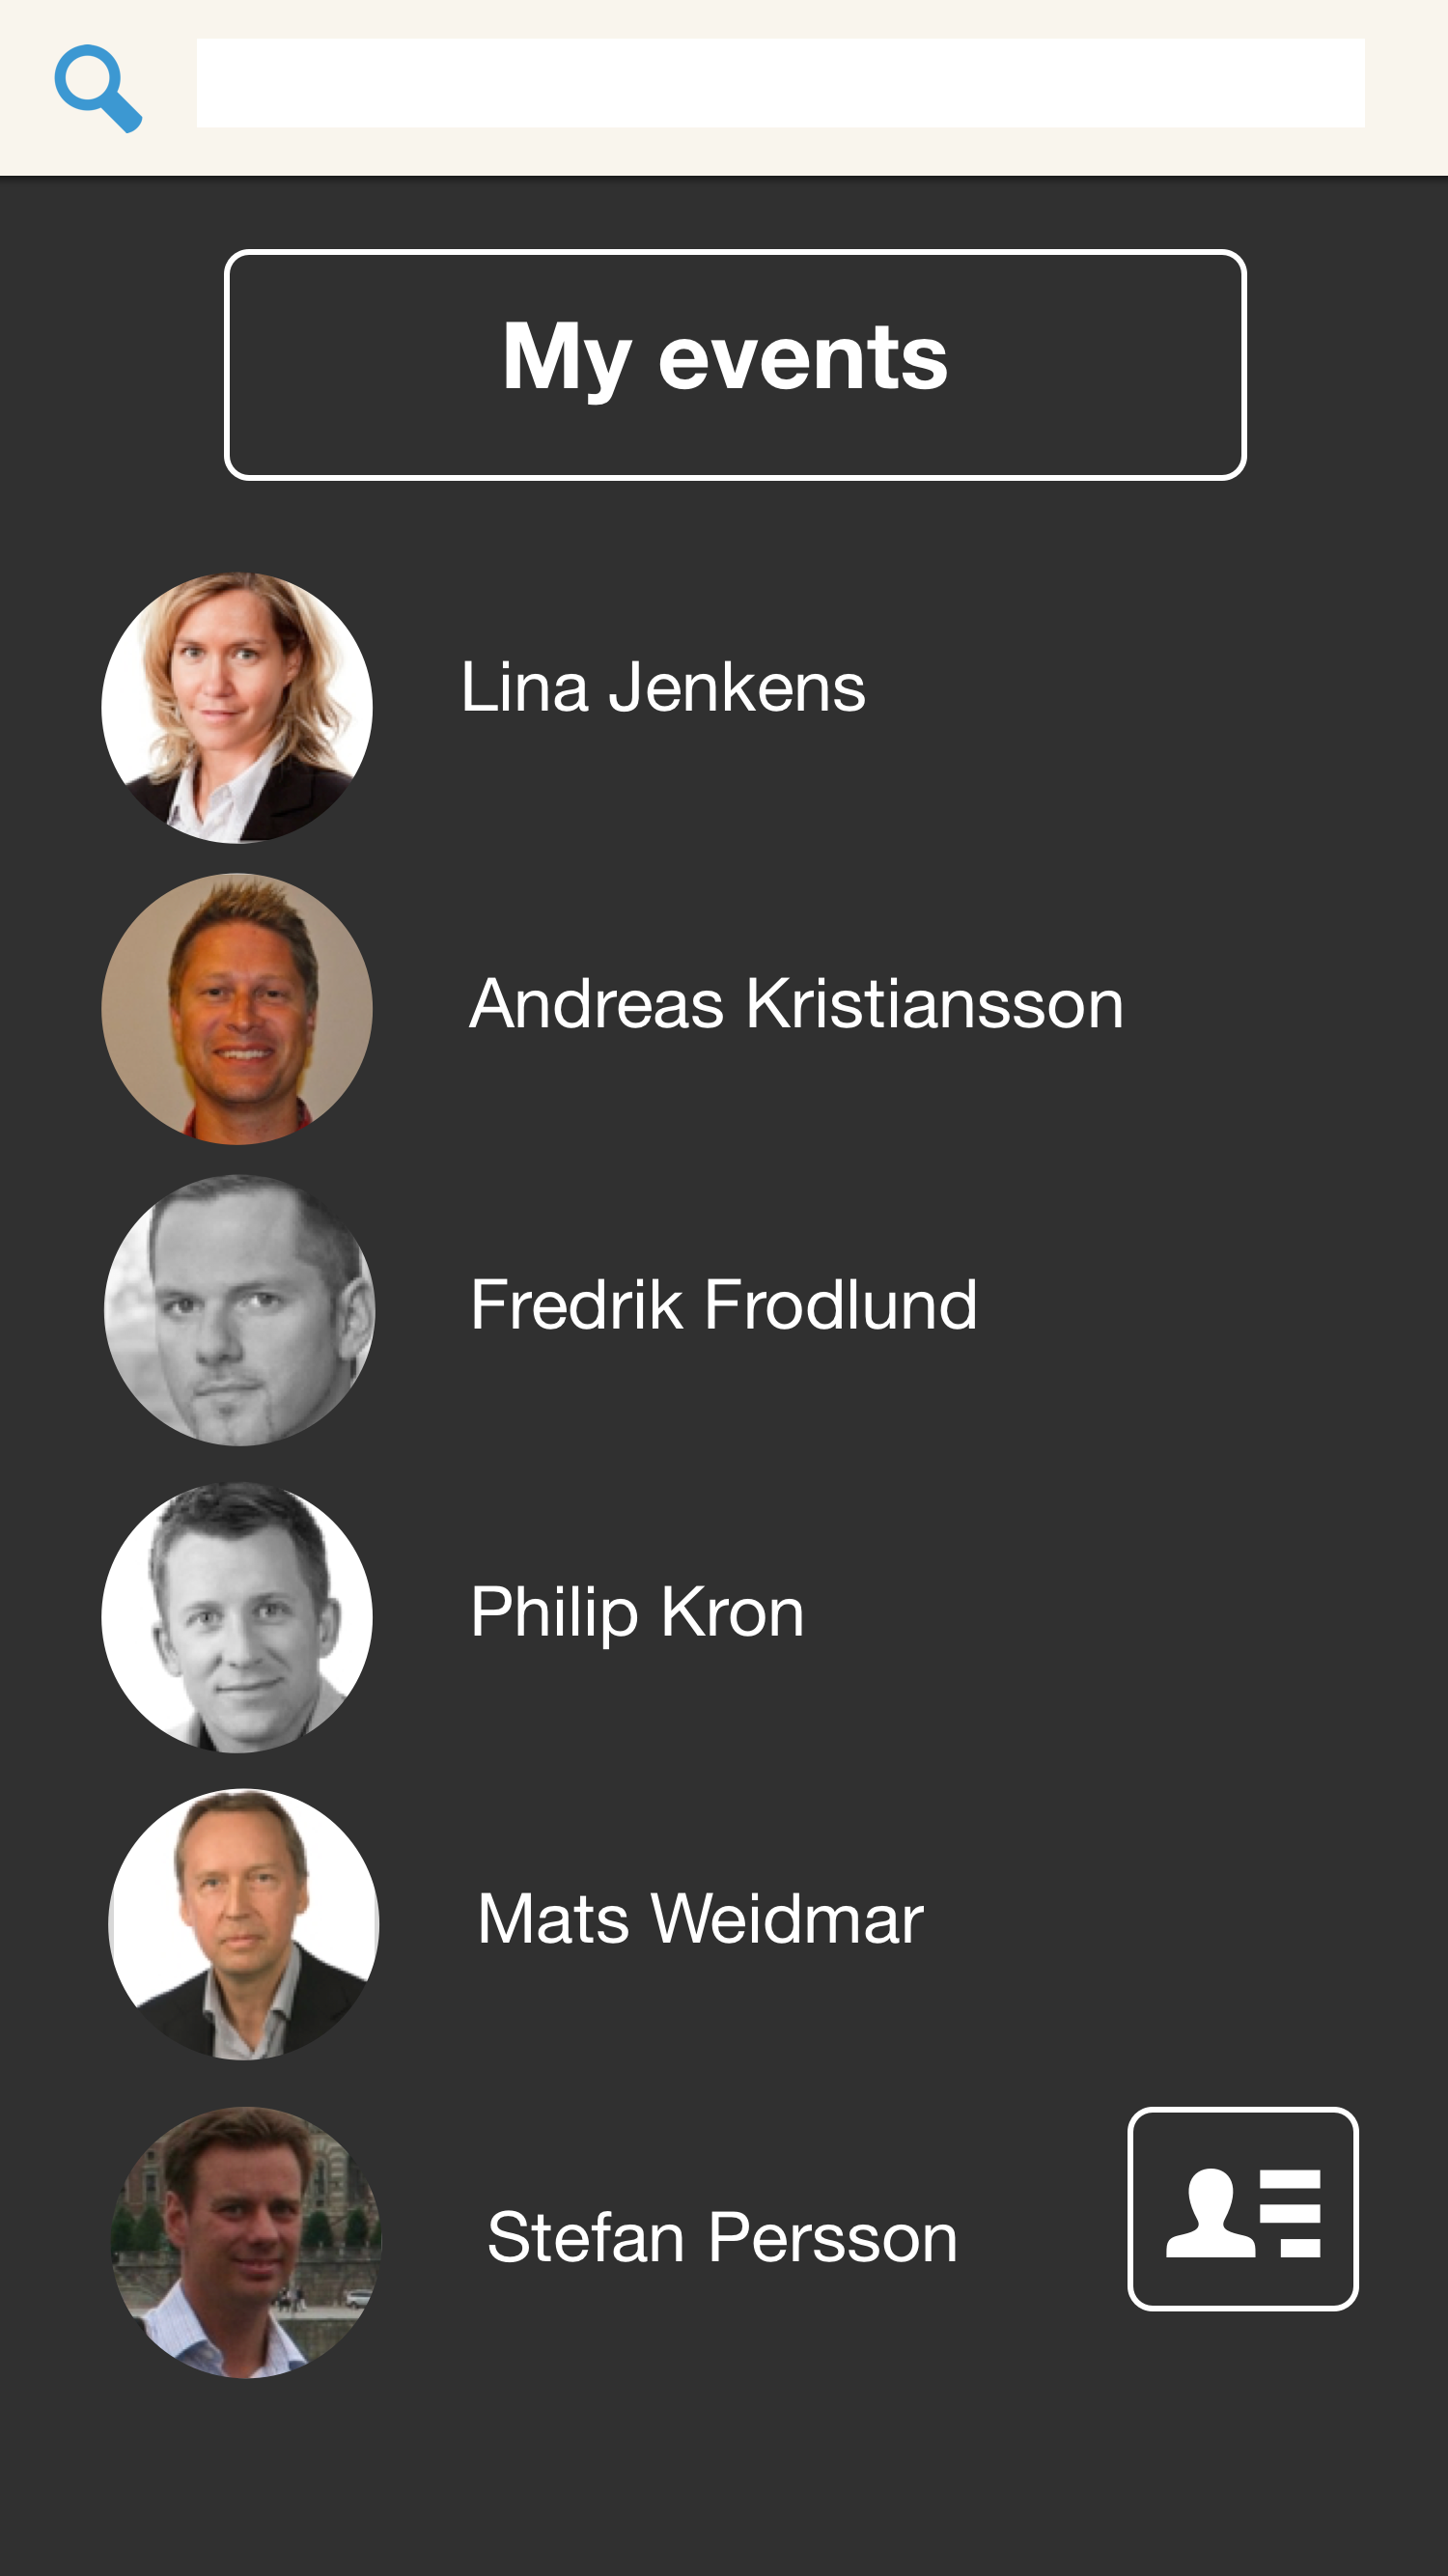 My events
Lina Jenkens
Andreas Kristiansson
Fredrik Frodlund
Philip Kron
Mats Weidmar
Stefan Persson